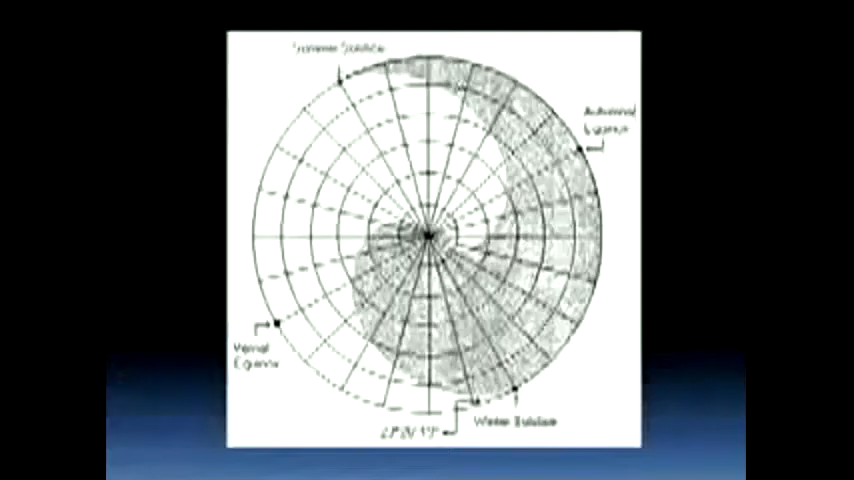 Summer Solstice
Autumnal
Equinox
Vernal
Equinox
Winter Solstice